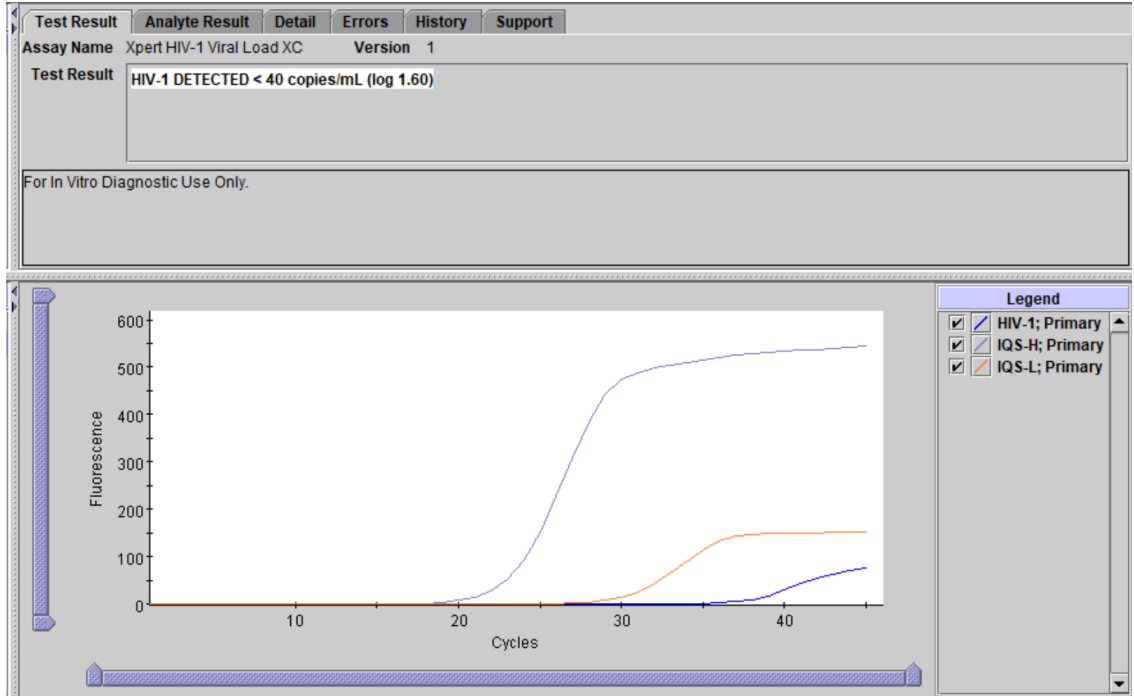 Test Result Analyte Result Detail Errors History Support
Assay Name Xpert HIV-1 Viral Load XC Version 1
Test Result HIV-1 DETECTED < 40 copies/mL (log 1.60)
For In Vitro Diagnostic Use Only.
Legend
HIV-1; Primary
IQS-H; Primary
IQS-L; Primary
Fluorescence
600
500
400
300
200
100
0
10 20 30 40
Cycles